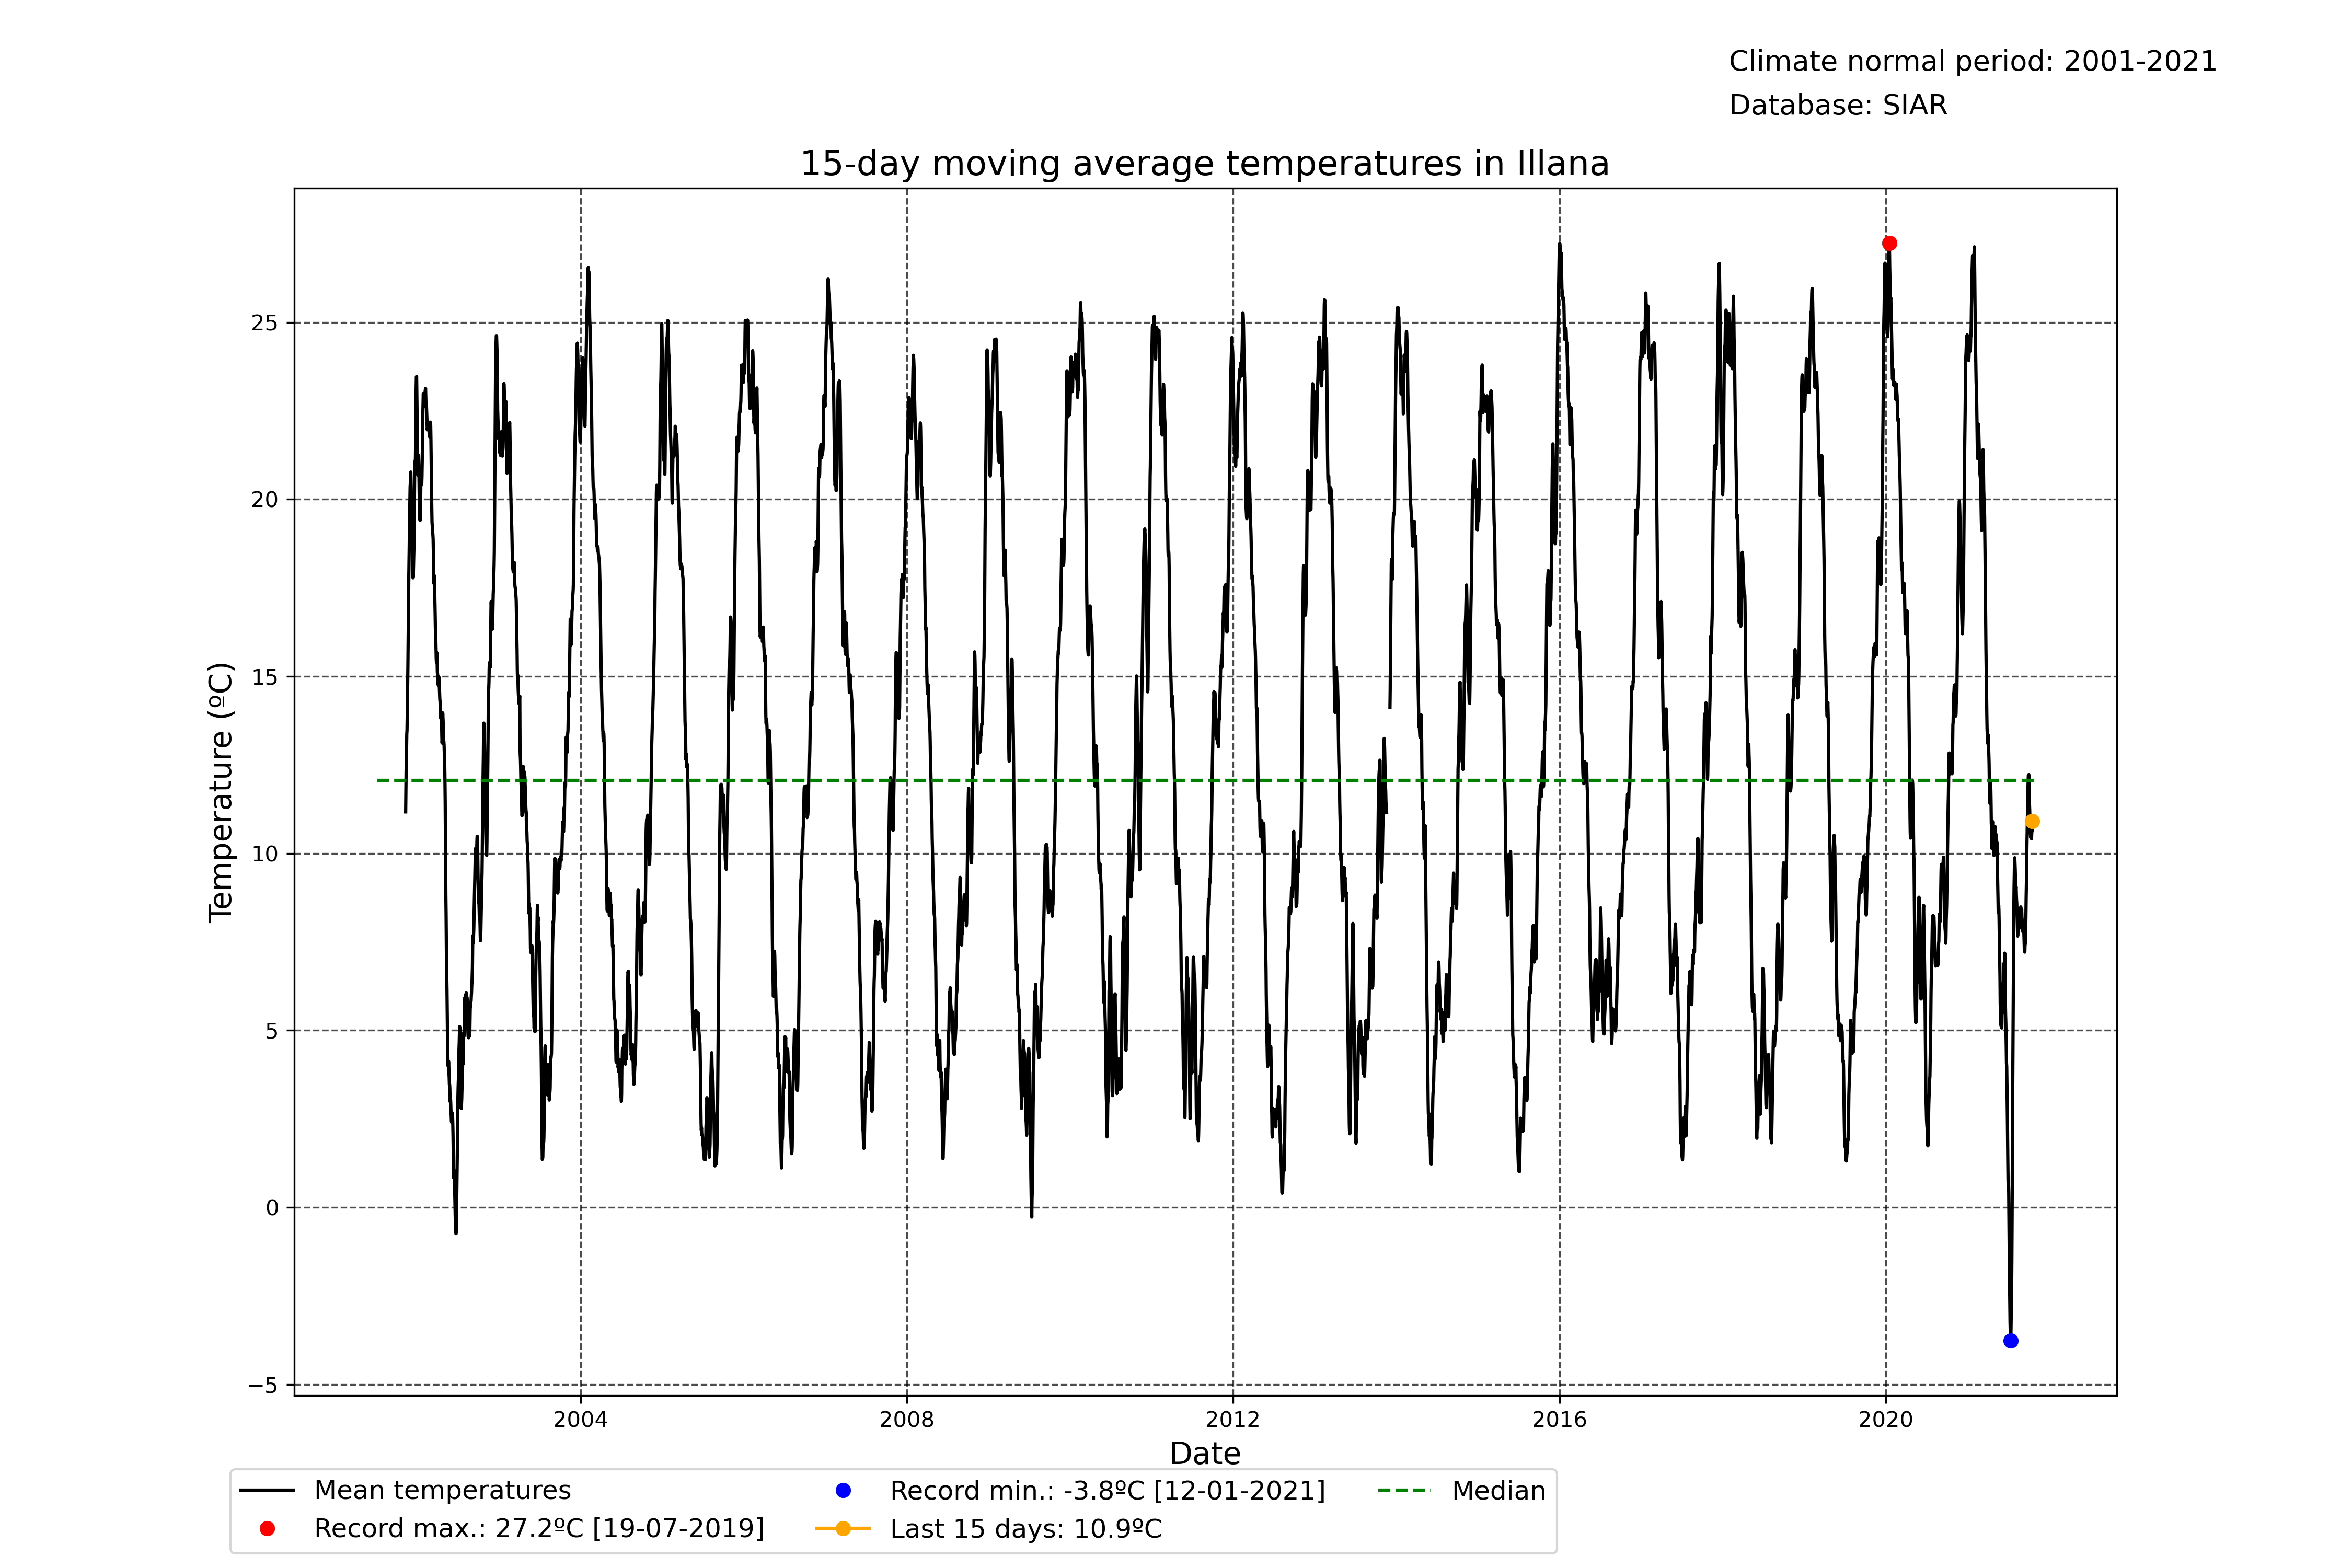 Climate normal period: 2001-2021
Database: SIAR
15-day moving average temperatures in Illana
25
20
15
10
5
0
−5
Temperature (ºC)
2004 2008 2012 2016 2020
Date
Mean temperatures
Record max.: 27.2ºC [19-07-2019]
Record min.: -3.8ºC [12-01-2021]
Last 15 days: 10.9ºC
Median